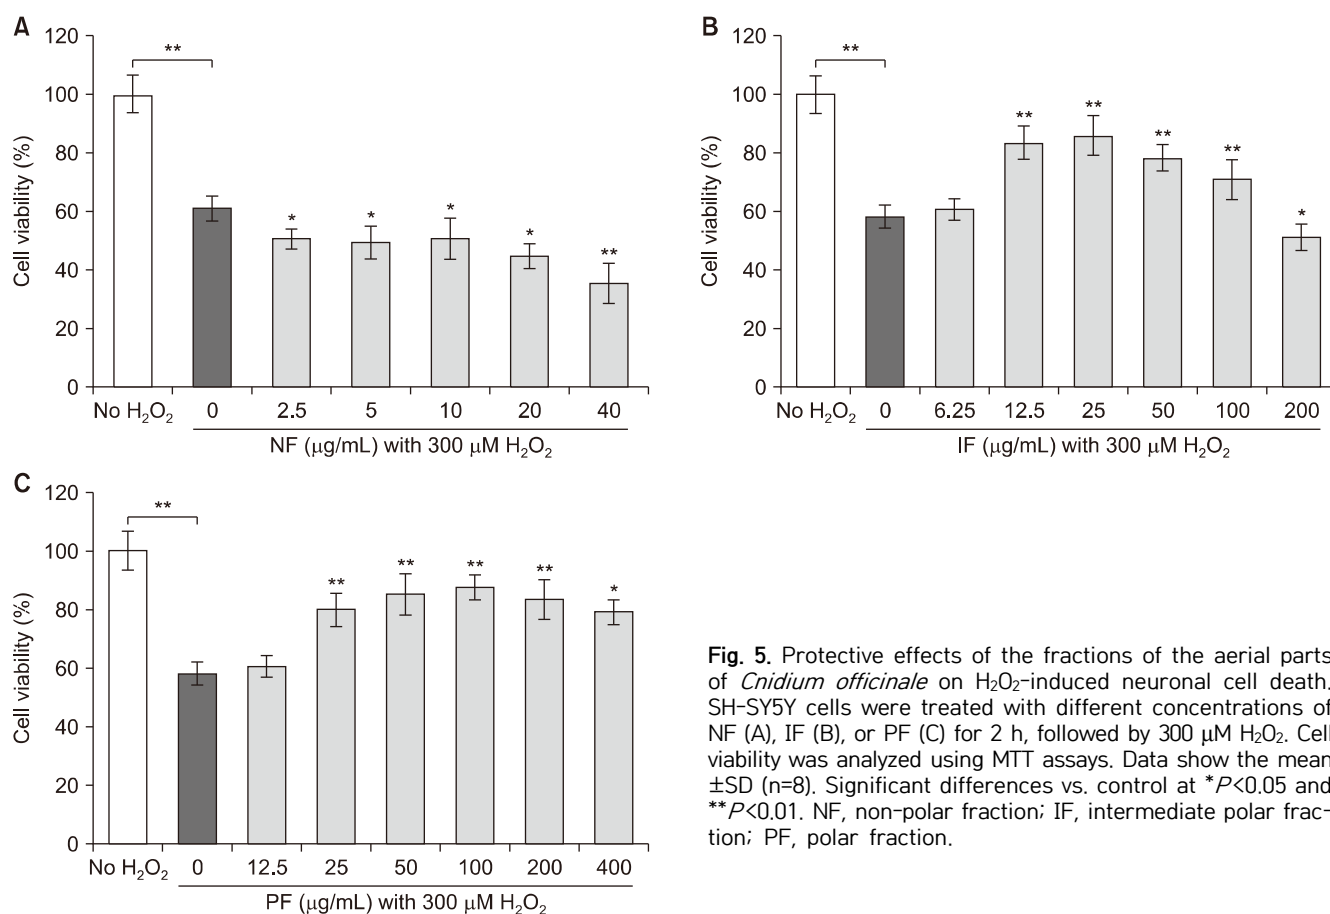 A
120
100
80
60
40
20
0
Cell viability (%)
**
*
*
*
*
**
No H₂O₂ 0 2.5 5 10 20 40
NF (μg/mL) with 300 μM H₂O₂
B
120
100
80
60
40
20
0
Cell viability (%)
**
**
**
**
**
*
No H₂O₂ 0 6.25 12.5 25 50 100 200
IF (μg/mL) with 300 μM H₂O₂
C
120
100
80
60
40
20
0
Cell viability (%)
**
**
**
**
**
*
No H₂O₂ 0 12.5 25 50 100 200 400
PF (μg/mL) with 300 μM H₂O₂
Fig. 5. Protective effects of the fractions of the aerial parts
of Cnidium officinale on H₂O₂-induced neuronal cell death.
SH-SY5Y cells were treated with different concentrations of
NF (A), IF (B), or PF (C) for 2 h, followed by 300 μM H₂O₂. Cell
viability was analyzed using MTT assays. Data show the mean
±SD (n=8). Significant differences vs. control at *P<0.05 and
**P<0.01. NF, non-polar fraction; IF, intermediate polar frac-
tion; PF, polar fraction.